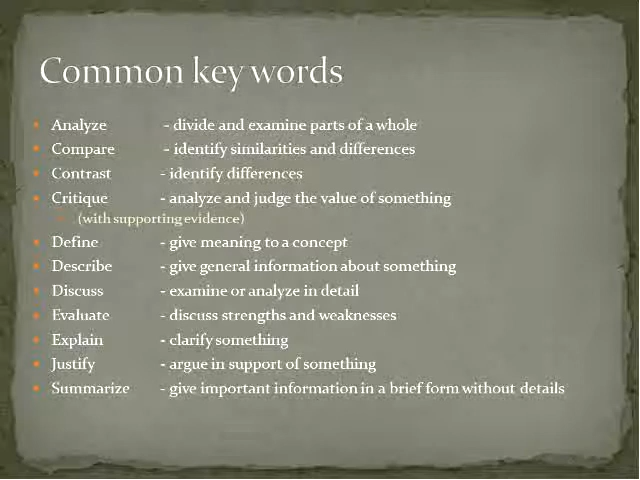 Common key words
Analyze - divide and examine parts of a whole
Compare - identify similarities and differences
Contrast - identify differences
Critique - analyze and judge the value of something
(with supporting evidence)
Define - give meaning to a concept
Describe - give general information about something
Discuss - examine or analyze in detail
Evaluate - discuss strengths and weaknesses
Explain - clarify something
Justify - argue in support of something
Summarize - give important information in a brief form without details